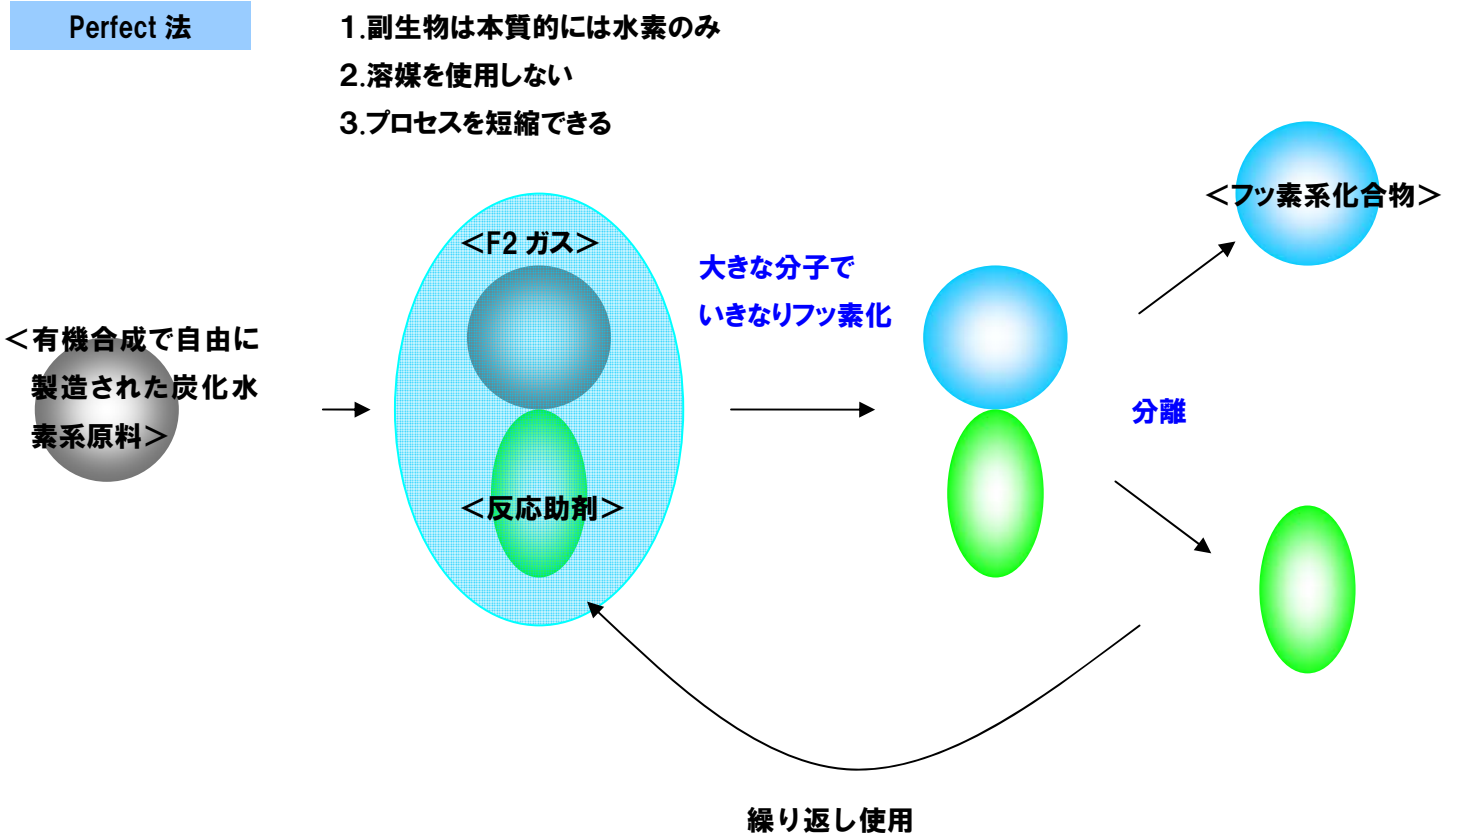 Perfect 法
1.副生物は本質的には水素のみ
2.溶媒を使用しない
3.プロセスを短縮できる
＜有機合成で自由に
製造された炭化水
素系原料＞
＜F2 ガス＞
＜反応助剤＞
大きな分子で
いきなりフッ素化
分離
＜フッ素系化合物＞
繰り返し使用